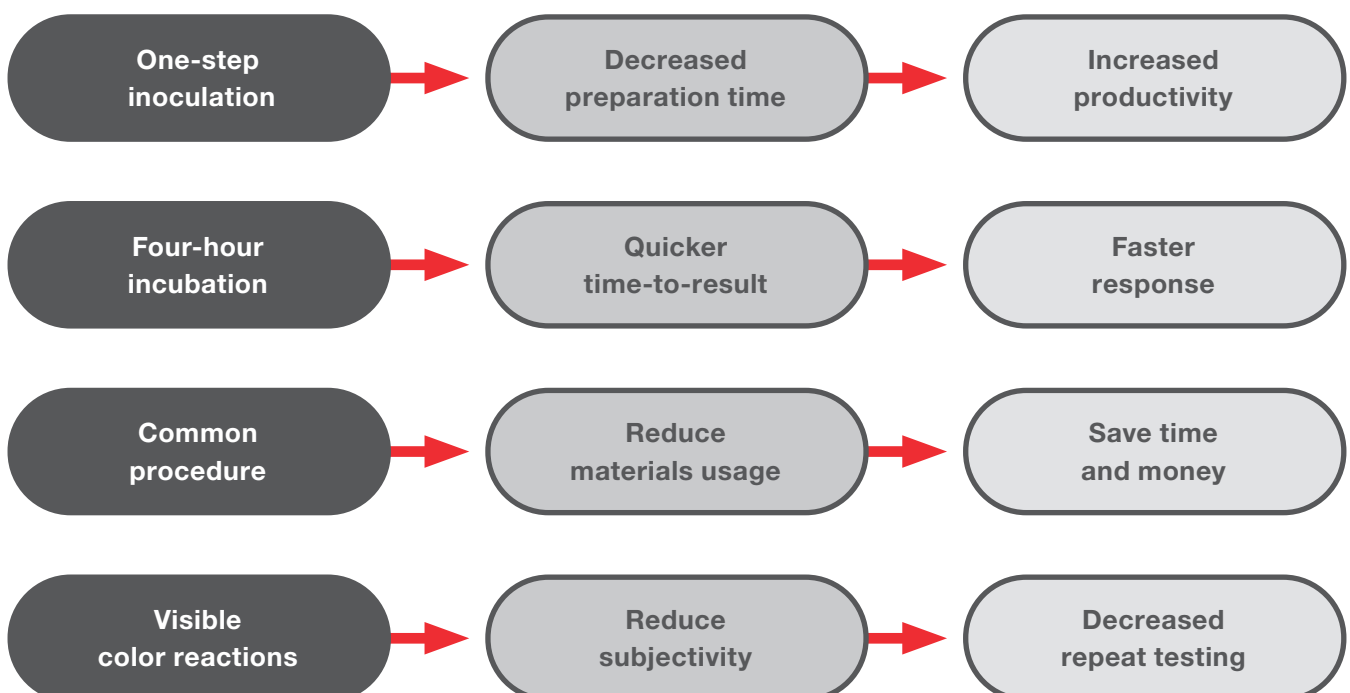 One-step
inoculation
Decreased
preparation time
Increased
productivity
Four-hour
incubation
Quicker
time-to-result
Faster
response
Common
procedure
Reduce
materials usage
Save time
and money
Visible
color reactions
Reduce
subjectivity
Decreased
repeat testing